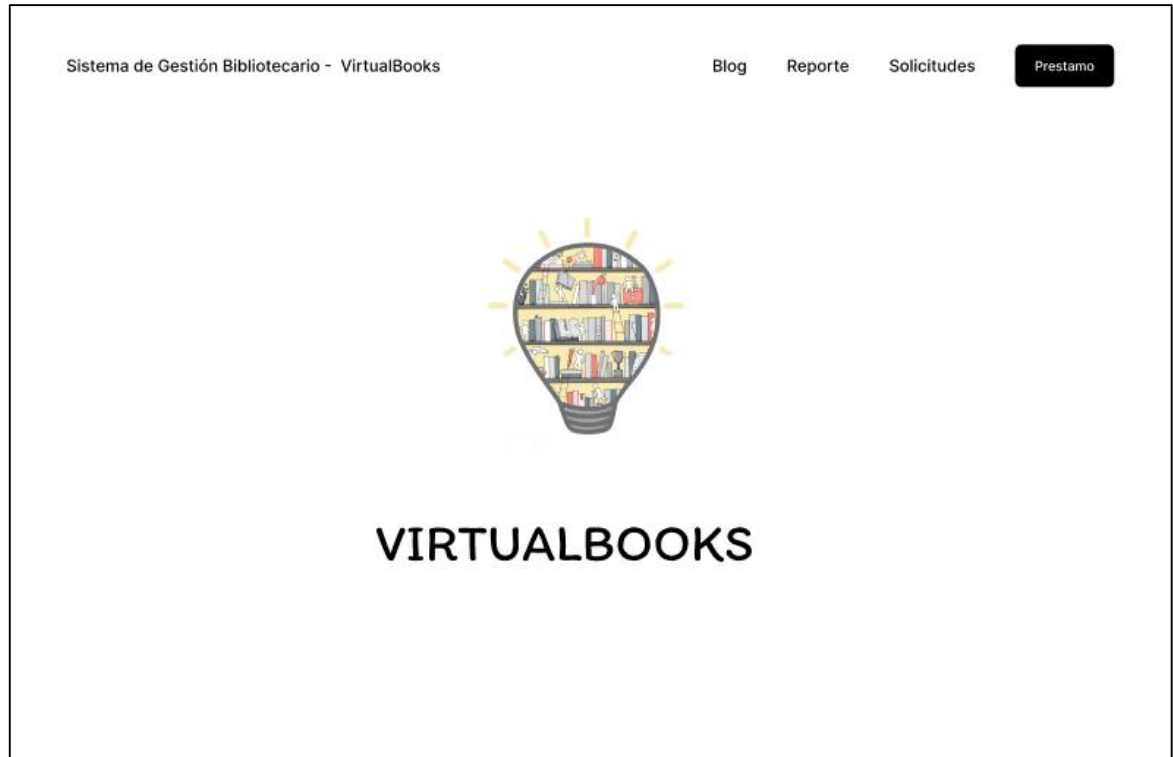 Sistema de Gestión Bibliotecario - VirtualBooks
Blog Reporte Solicitudes Prestamo
VIRTUALBOOKS